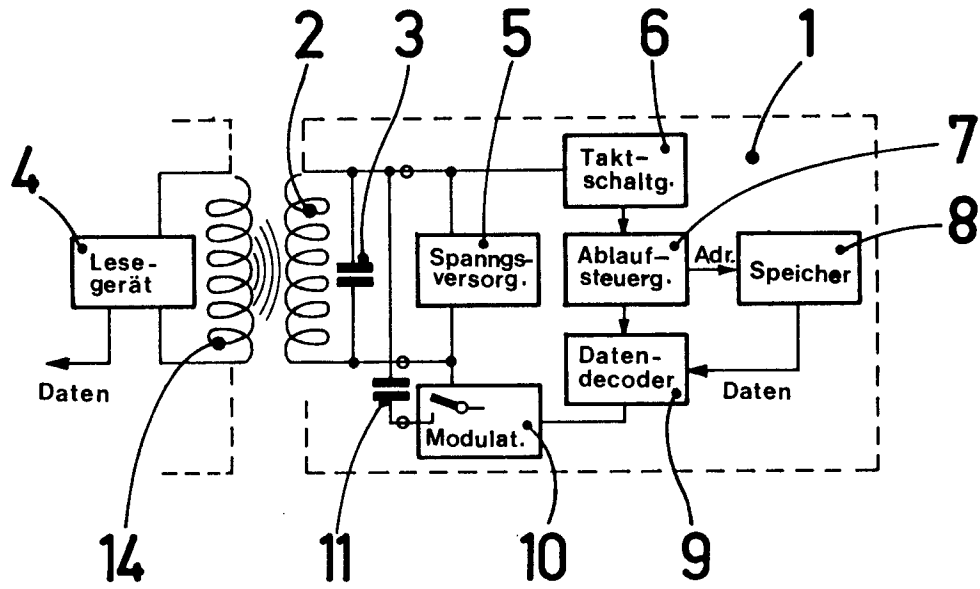 2 3 5 6 1
7
4
8
Takt-
schaltg.
Lese-
gerät
Spanngs-
versorg.
Ablauf-
steuerg.
Adr.
Speicher
Daten
Daten-
decoder
Daten
Modulat.
14 11 10 9